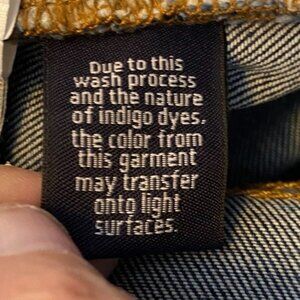 Due to this
wash process
and the nature
of indigo dyes,
the color from
this garment
may transfer
onto light
surfaces.